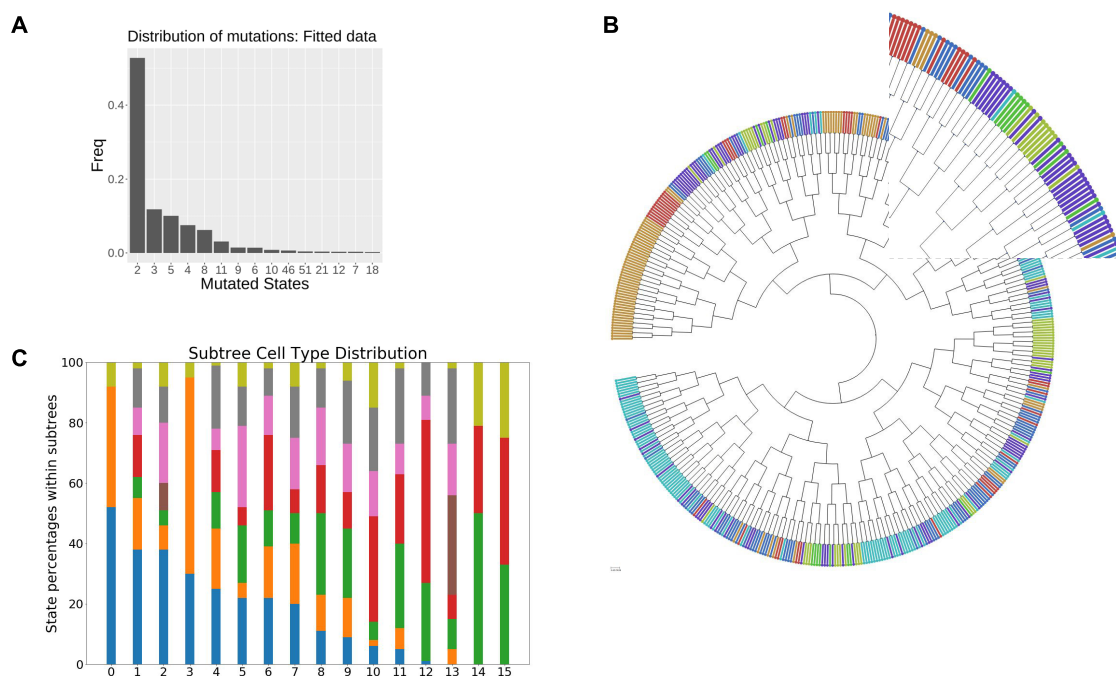 A
B
Distribution of mutations: Fitted data
Freq
0.4
0.2
0.0
2 3 5 4 8 11 9 6 10 46 51 21 12 7 18
Mutated States
C
Subtree Cell Type Distribution
State percentages within subtrees
100
80
60
40
20
0
0 1 2 3 4 5 6 7 8 9 10 11 12 13 14 15